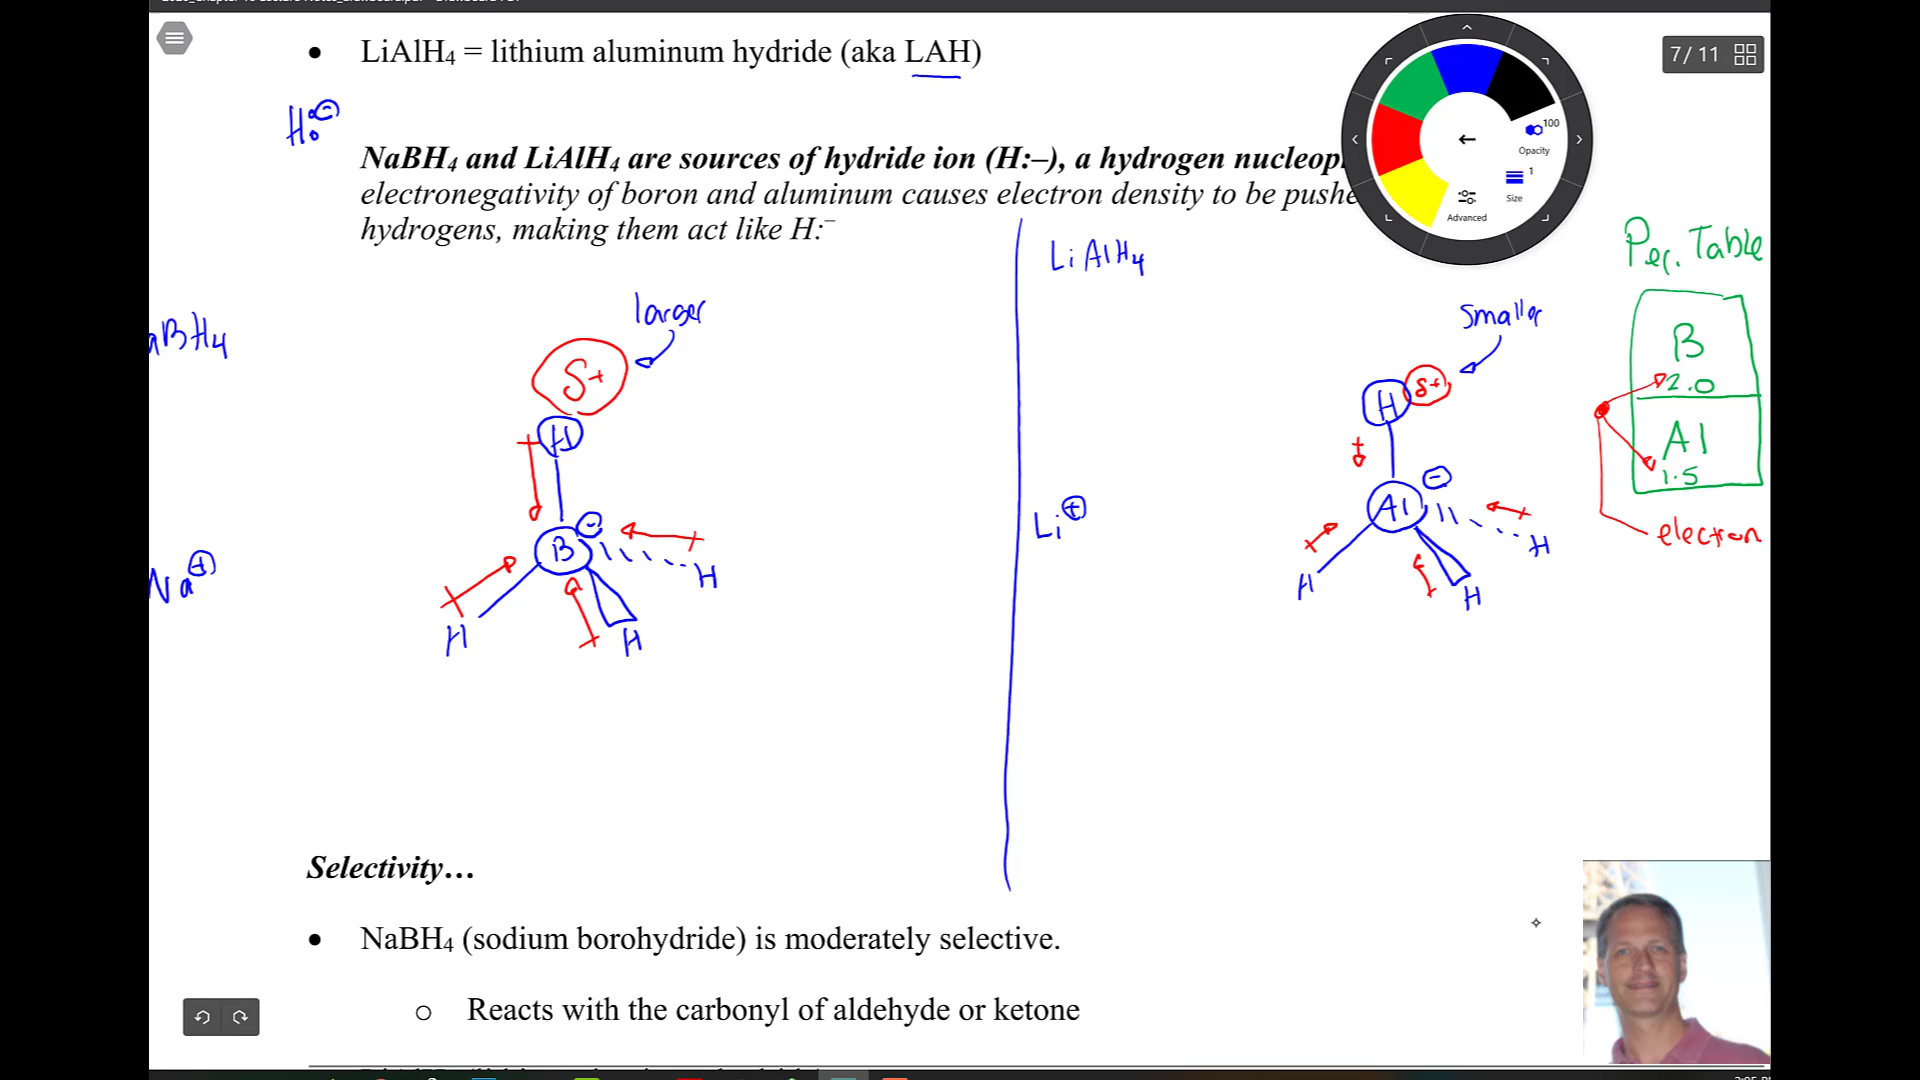 • LiAlH4 = lithium aluminum hydride (aka LAH)
7 / 11
H:⊖
100
Opacity
1
Size
Advanced
NaBH4 and LiAlH4 are sources of hydride ion (H:–), a hydrogen nucleop
electronegativity of boron and aluminum causes electron density to be pushe
hydrogens, making them act like H:–
LiAlH4
Per. Table
larger
smaller
aBH4
B
2.0
Al
1.5
δ+
H
B ⊖
H
H
H
Na⊕
Li⊕
δ+
H
Al ⊖
H
H
H
electron
Selectivity…
• NaBH4 (sodium borohydride) is moderately selective.
o Reacts with the carbonyl of aldehyde or ketone